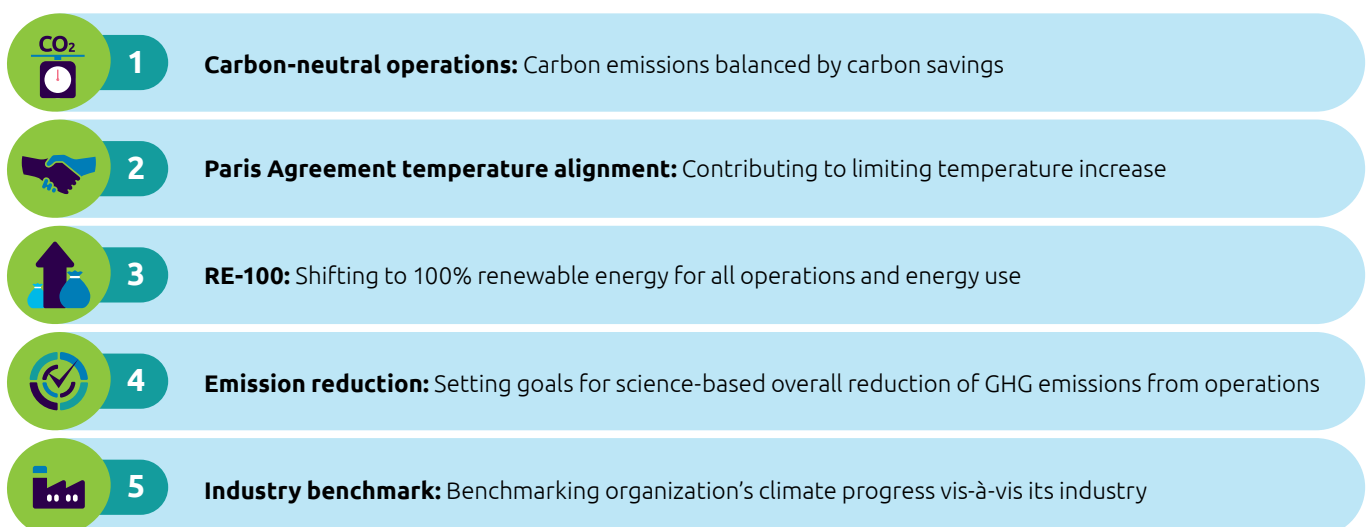 CO₂
1
Carbon-neutral operations: Carbon emissions balanced by carbon savings
2
Paris Agreement temperature alignment: Contributing to limiting temperature increase
3
RE-100: Shifting to 100% renewable energy for all operations and energy use
4
Emission reduction: Setting goals for science-based overall reduction of GHG emissions from operations
5
Industry benchmark: Benchmarking organization’s climate progress vis-à-vis its industry